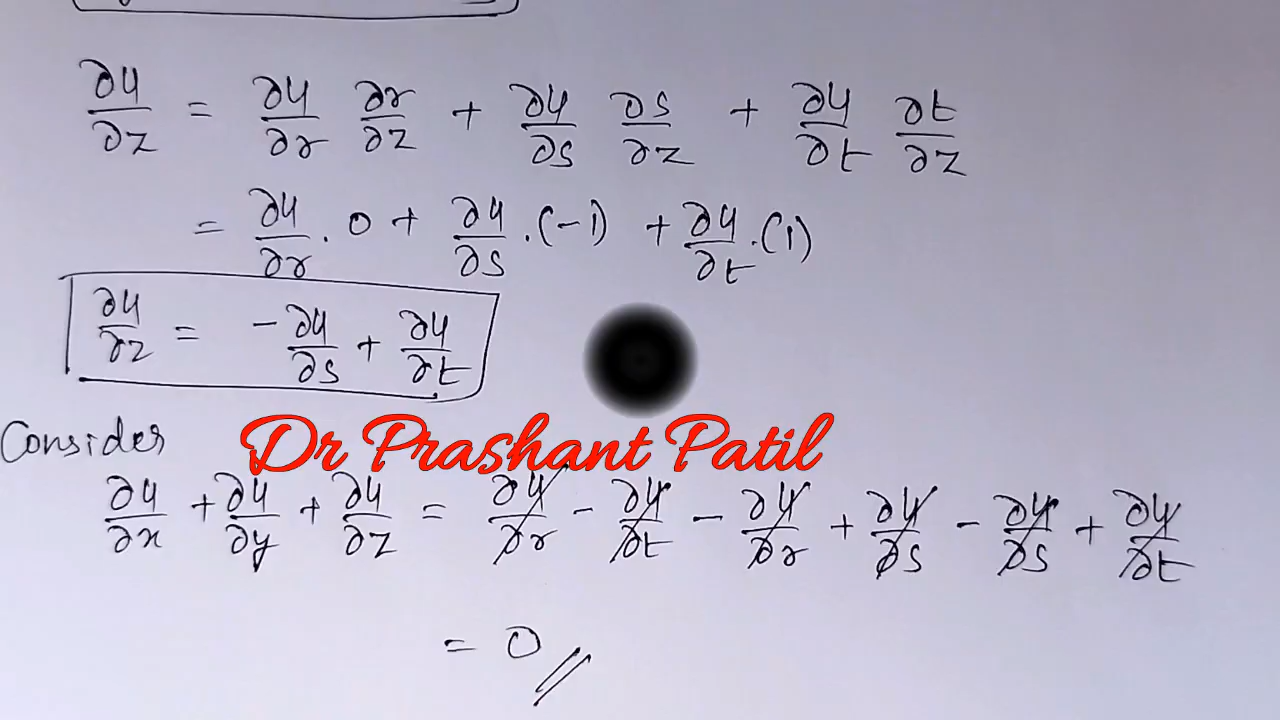 ∂u/∂z = ∂u/∂r ∂r/∂z + ∂u/∂s ∂s/∂z + ∂u/∂t ∂t/∂z
= ∂u/∂r . 0 + ∂u/∂s .(-1) + ∂u/∂t .(1)
∂u/∂z = -∂u/∂s + ∂u/∂t
Consider
Dr Prashant Patil
∂u/∂x + ∂u/∂y + ∂u/∂z = ∂u/∂r - ∂u/∂t - ∂u/∂r + ∂u/∂s - ∂u/∂s + ∂u/∂t
= 0 //